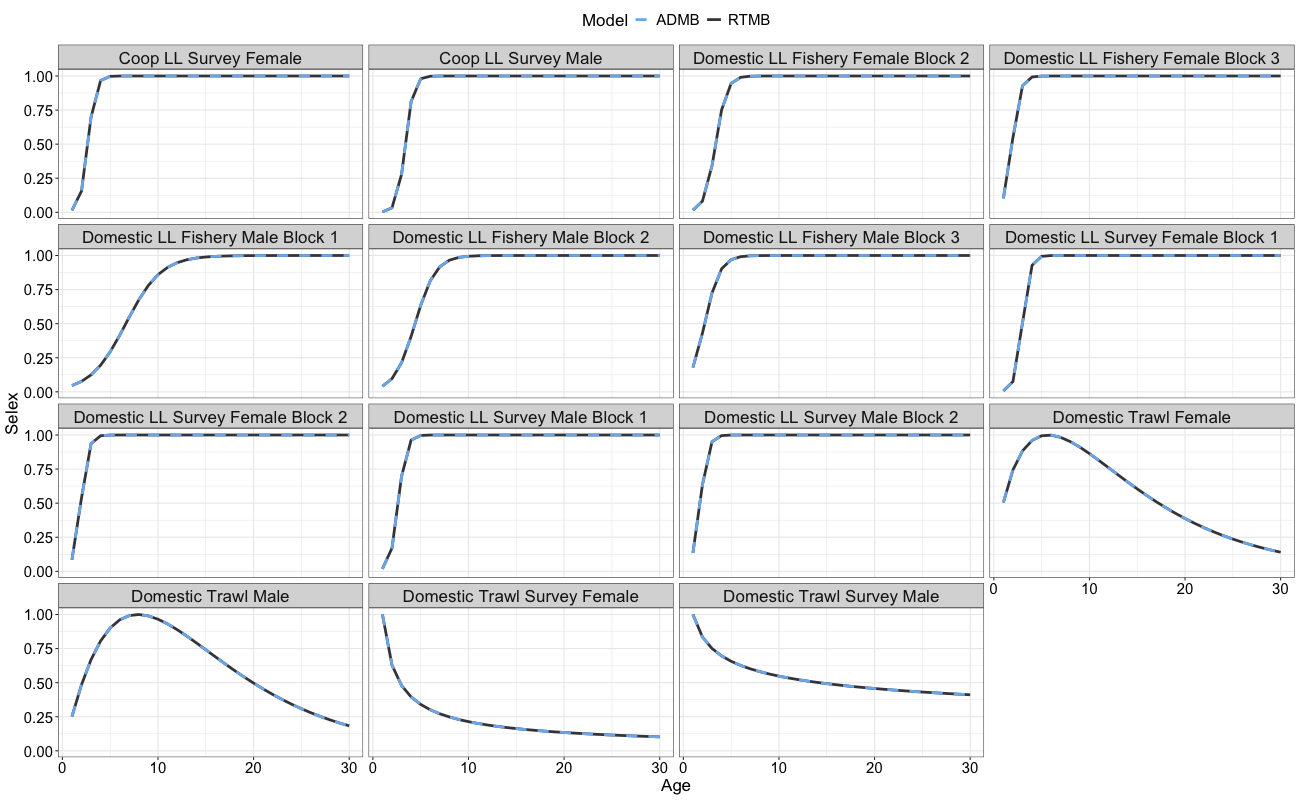 Model ADMB RTMB
Coop LL Survey Female Coop LL Survey Male Domestic LL Fishery Female Block 2 Domestic LL Fishery Female Block 3
1.00
0.75
0.50
0.25
0.00
Domestic LL Fishery Male Block 1 Domestic LL Fishery Male Block 2 Domestic LL Fishery Male Block 3 Domestic LL Survey Female Block 1
1.00
0.75
0.50
0.25
0.00
Selex
Domestic LL Survey Female Block 2 Domestic LL Survey Male Block 1 Domestic LL Survey Male Block 2 Domestic Trawl Female
1.00
0.75
0.50
0.25
0.00
0 10 20 30
Domestic Trawl Male Domestic Trawl Survey Female Domestic Trawl Survey Male
1.00
0.75
0.50
0.25
0.00
0 10 20 30 0 10 20 30 0 10 20 30
Age